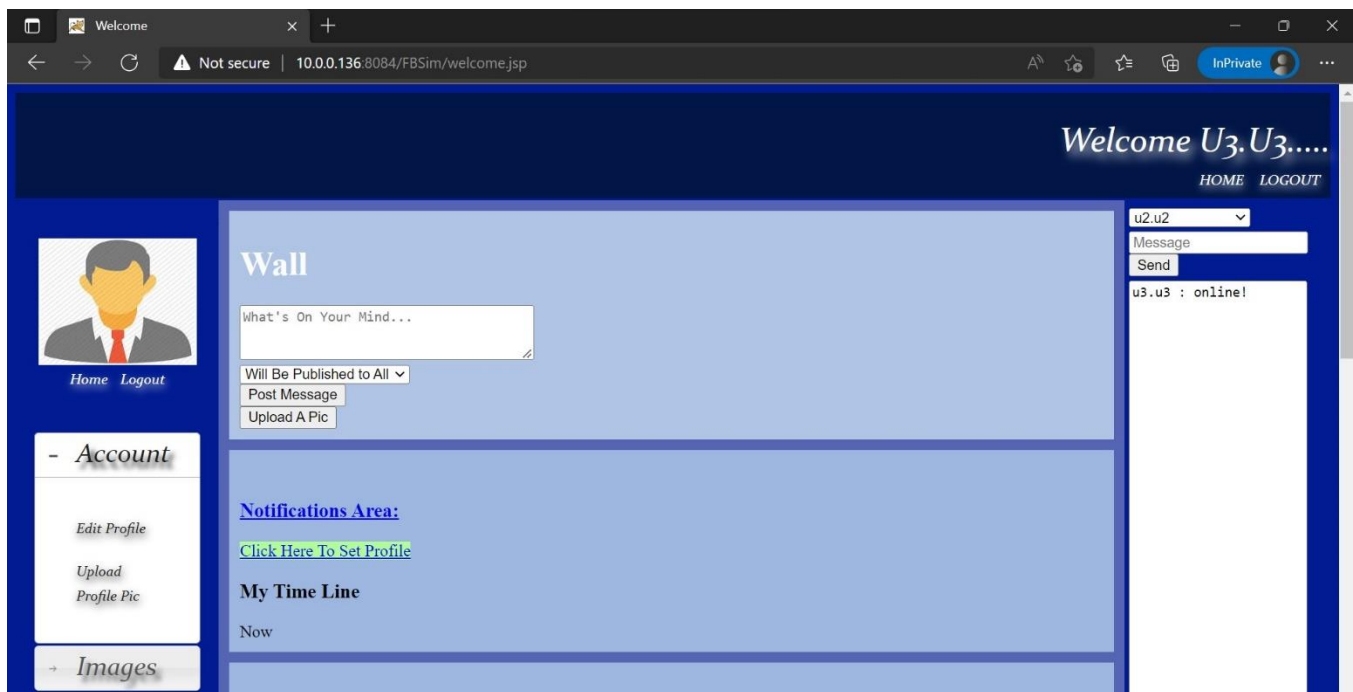 Welcome
Not secure | 10.0.0.136:8084/FBSim/welcome.jsp
InPrivate
Welcome U3.U3.....
HOME LOGOUT
Home Logout
- Account
Edit Profile
Upload
Profile Pic
Images
Wall
What's On Your Mind...
Will Be Published to All
Post Message
Upload A Pic
Notifications Area:
Click Here To Set Profile
My Time Line
Now
u2.u2
Message
Send
u3.u3 : online!